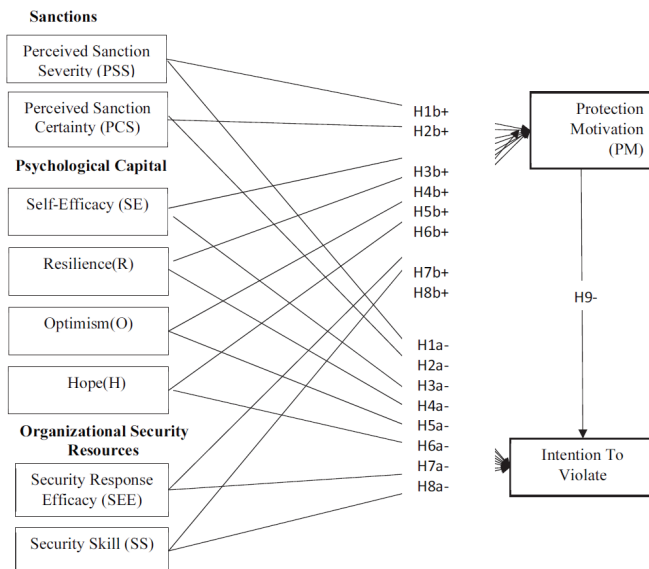 Sanctions
Perceived Sanction
Severity (PSS)
Perceived Sanction
Certainty (PCS)
Psychological Capital
Self-Efficacy (SE)
Resilience(R)
Optimism(O)
Hope(H)
Organizational Security
Resources
Security Response
Efficacy (SEE)
Security Skill (SS)
H1b+
H2b+
H3b+
H4b+
H5b+
H6b+
H7b+
H8b+
H1a-
H2a-
H3a-
H4a-
H5a-
H6a-
H7a-
H8a-
Protection
Motivation
(PM)
H9-
Intention To
Violate